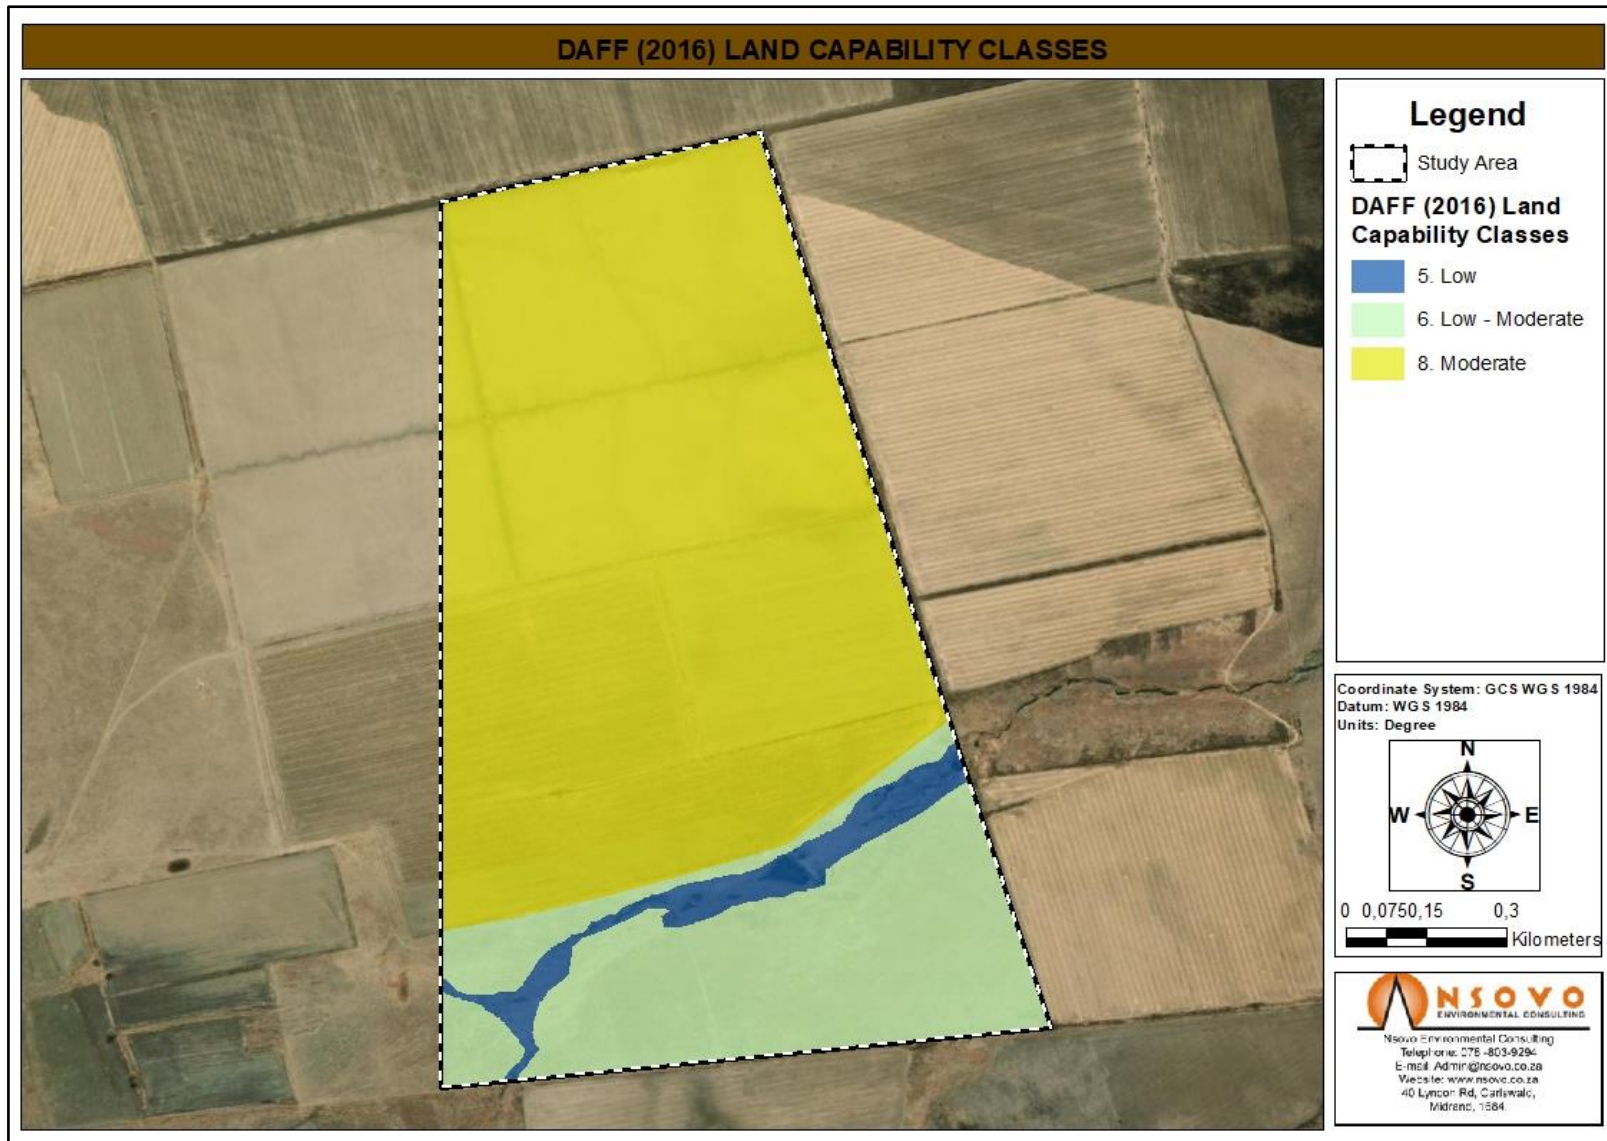 DAFF (2016) LAND CAPABILITY CLASSES
Legend
Study Area
DAFF (2016) Land
Capability Classes
5. Low
6. Low - Moderate
8. Moderate
Coordinate System: GCS WGS 1984
Datum: WGS 1984
Units: Degree
N
W
E
S
0 0,0750,15 0,3
Kilometers
NSOVO
ENVIRONMENTAL CONSULTING
Nsovo Environmental Consulting
Telephone: 076 -803-9294
E-mail: Admin@nsovo.co.za
Website: www.nsovo.co.za
40 Lyncon Rd, Carlswald,
Midrand, 1684.